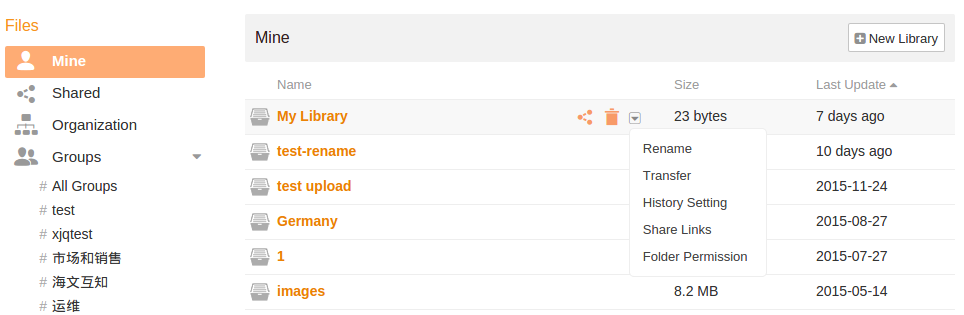 Files
Mine
Shared
Organization
Groups
# All Groups
# test
# xjqtest
# 市场和销售
# 海文互知
# 运维
Mine
New Library
Name Size Last Update
My Library 23 bytes 7 days ago
test-rename 10 days ago
test upload 2015-11-24
Germany 2015-08-27
1 2015-07-27
images 8.2 MB 2015-05-14
Rename
Transfer
History Setting
Share Links
Folder Permission